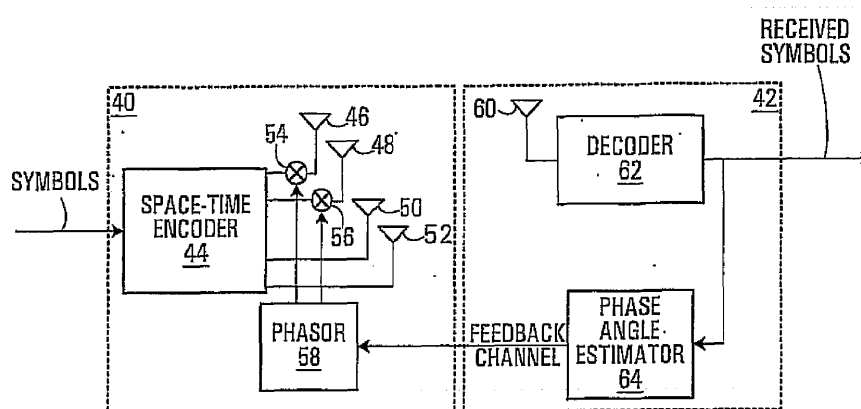 RECEIVED
SYMBOLS
40
46
60
42
54
48
DECODER
62
SYMBOLS
SPACE-TIME
ENCODER
44
50
56
52
PHASOR
58
FEEDBACK
CHANNEL
PHASE
ANGLE
ESTIMATOR
64